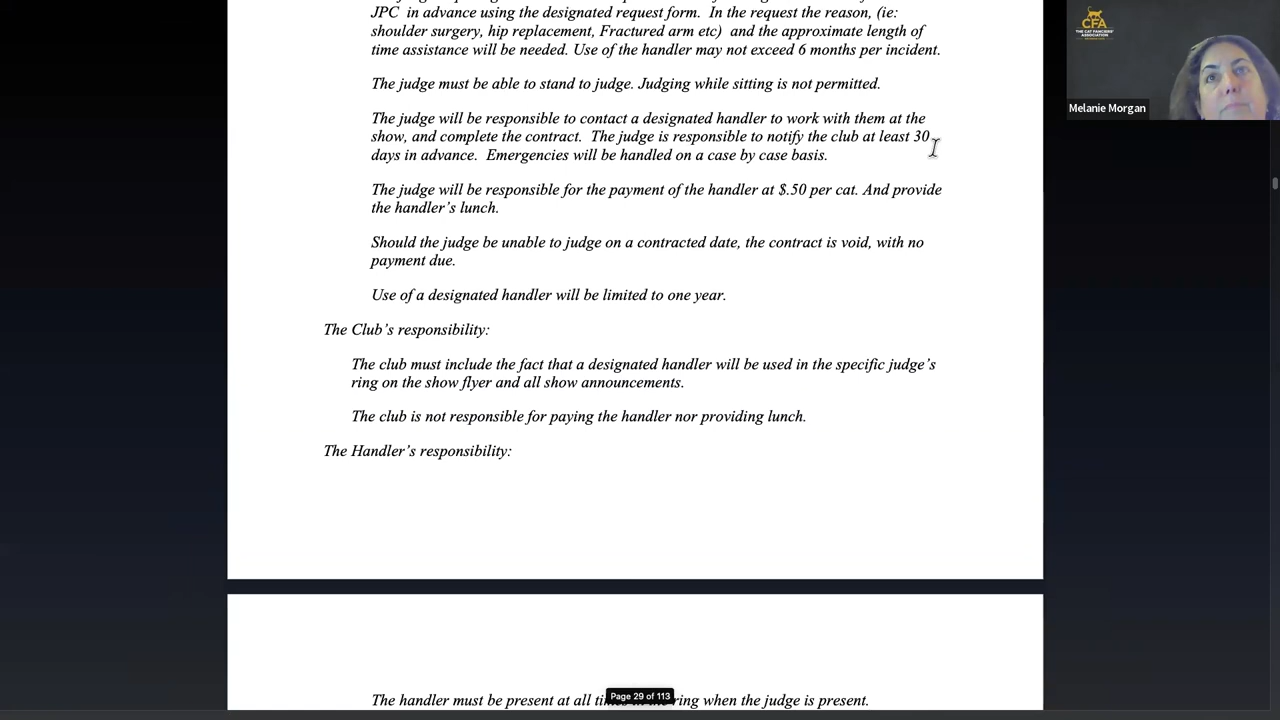 JPC in advance using the designated request form. In the request the reason, (ie:
shoulder surgery, hip replacement, Fractured arm etc) and the approximate length of
time assistance will be needed. Use of the handler may not exceed 6 months per incident.
The judge must be able to stand to judge. Judging while sitting is not permitted.
The judge will be responsible to contact a designated handler to work with them at the
show, and complete the contract. The judge is responsible to notify the club at least 30
days in advance. Emergencies will be handled on a case by case basis.
The judge will be responsible for the payment of the handler at $.50 per cat. And provide
the handler's lunch.
Should the judge be unable to judge on a contracted date, the contract is void, with no
payment due.
Use of a designated handler will be limited to one year.
The Club's responsibility:
The club must include the fact that a designated handler will be used in the specific judge's
ring on the show flyer and all show announcements.
The club is not responsible for paying the handler nor providing lunch.
The Handler's responsibility:
The handler must be present at all ring when the judge is present.
Page 29 of 113
CFA
THE CAT FANCIERS'
ASSOCIATION
Melanie Morgan